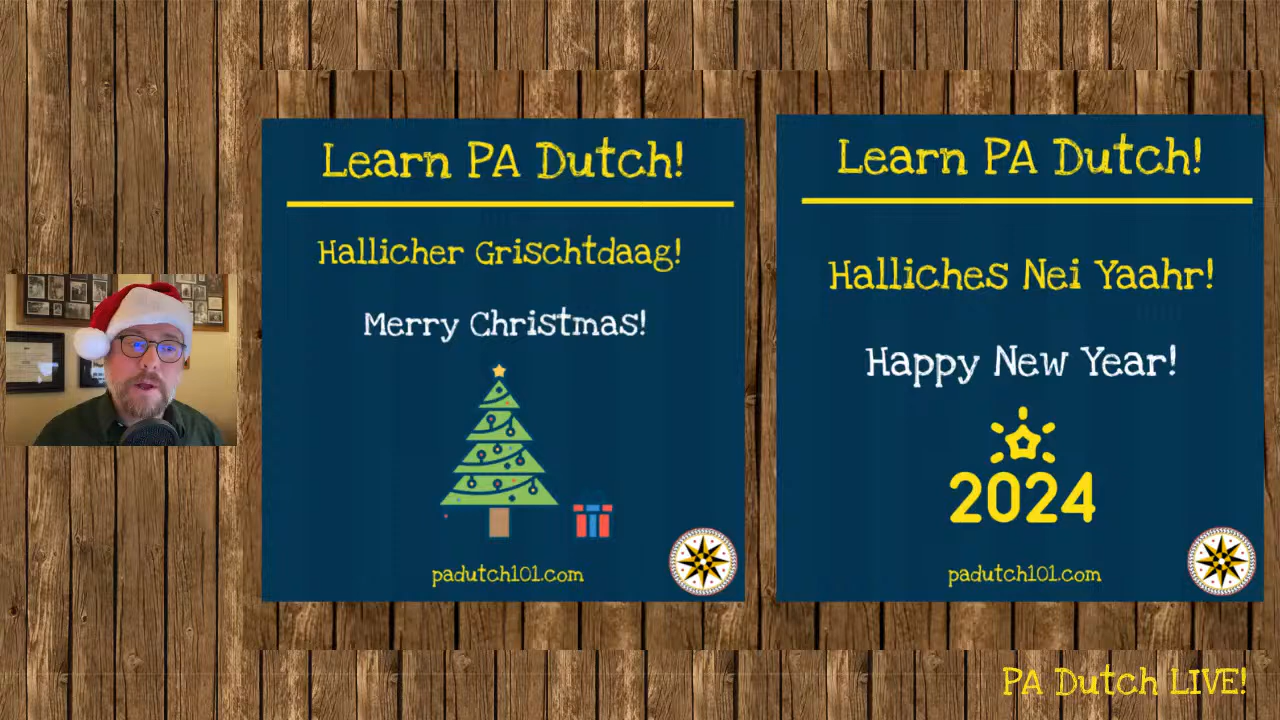 Learn PA Dutch!
Hallicher Grischtdaag!
Merry Christmas!
padutch101.com
Learn PA Dutch!
Halliches Nei Yaahr!
Happy New Year!
2024
padutch101.com
PA Dutch LIVE!